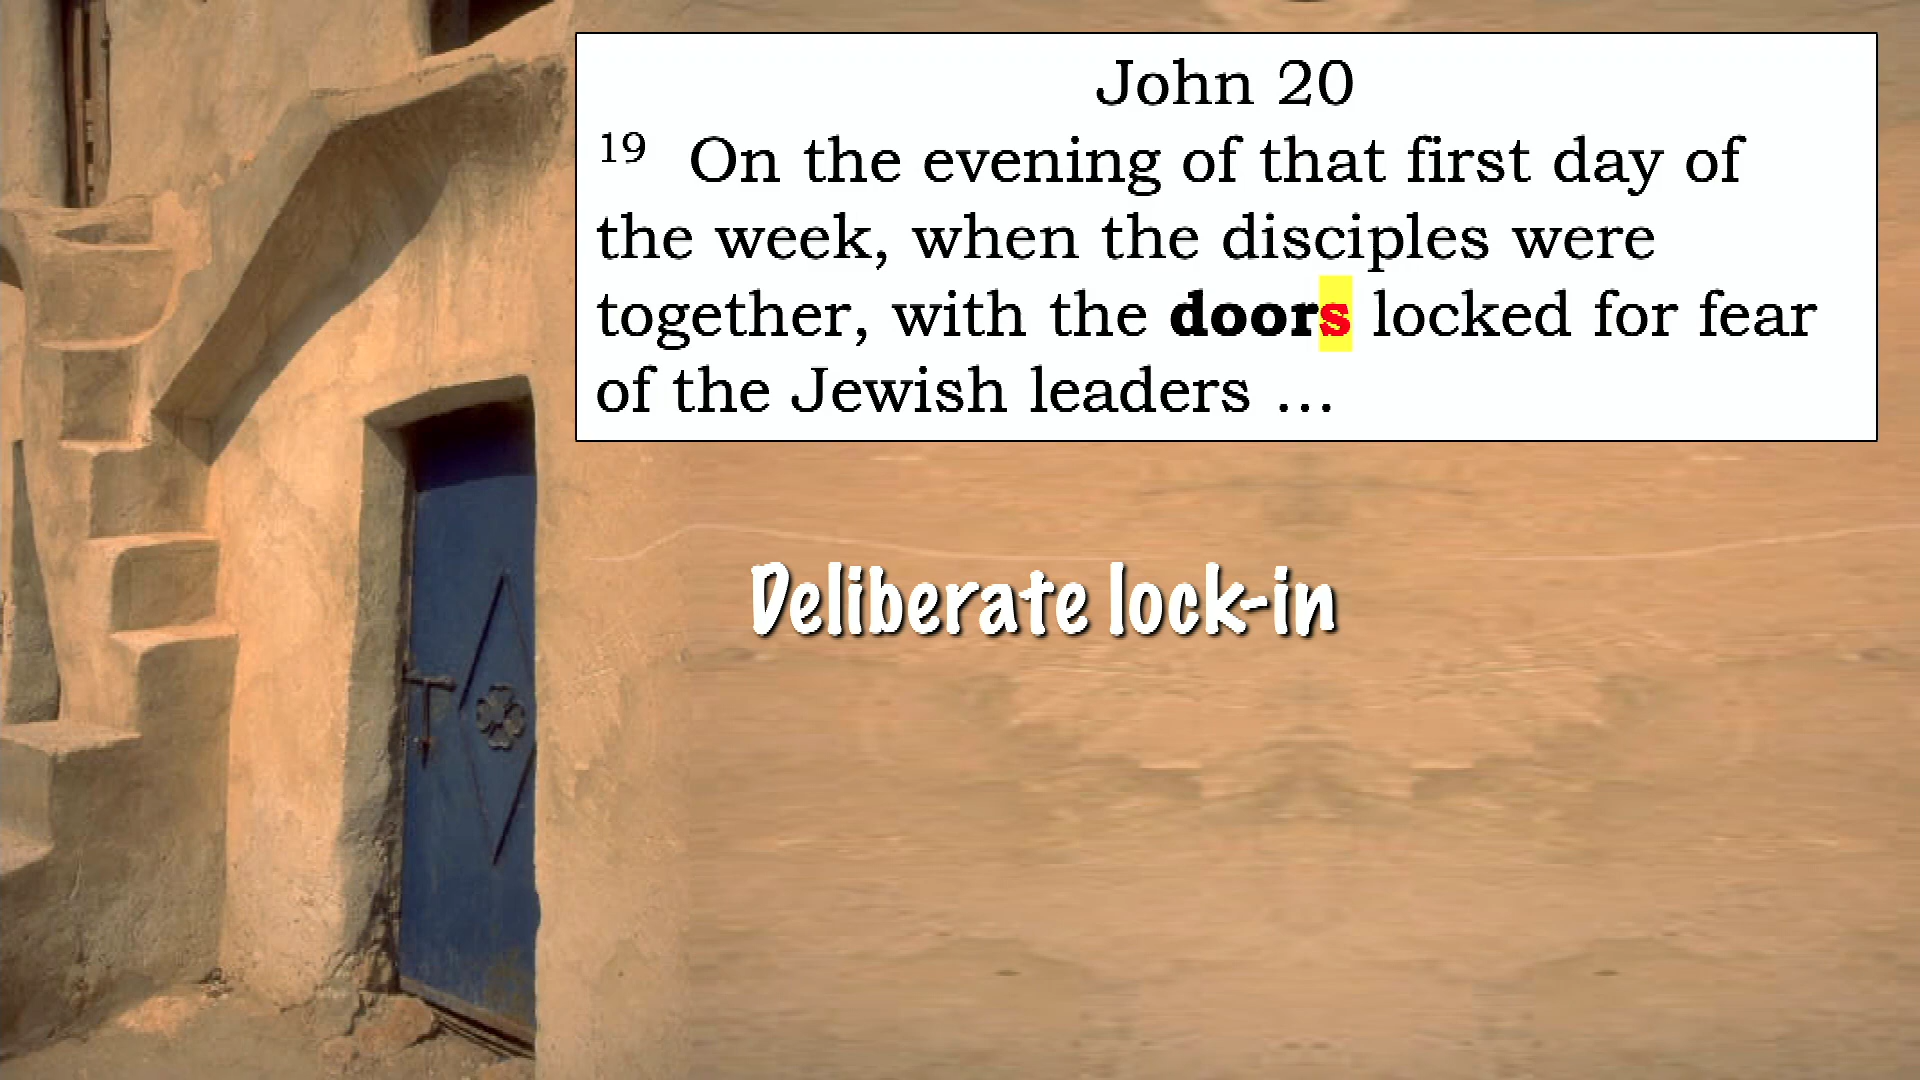 John 20
19 On the evening of that first day of
the week, when the disciples were
together, with the doors locked for fear
of the Jewish leaders …
Deliberate lock-in